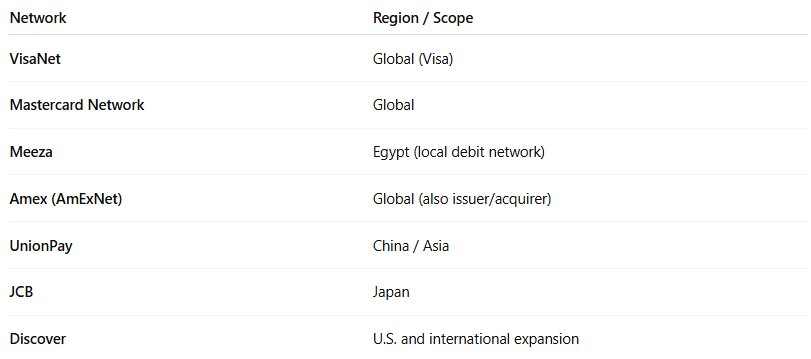 Network Region / Scope
VisaNet Global (Visa)
Mastercard Network Global
Meeza Egypt (local debit network)
Amex (AmExNet) Global (also issuer/acquirer)
UnionPay China / Asia
JCB Japan
Discover U.S. and international expansion